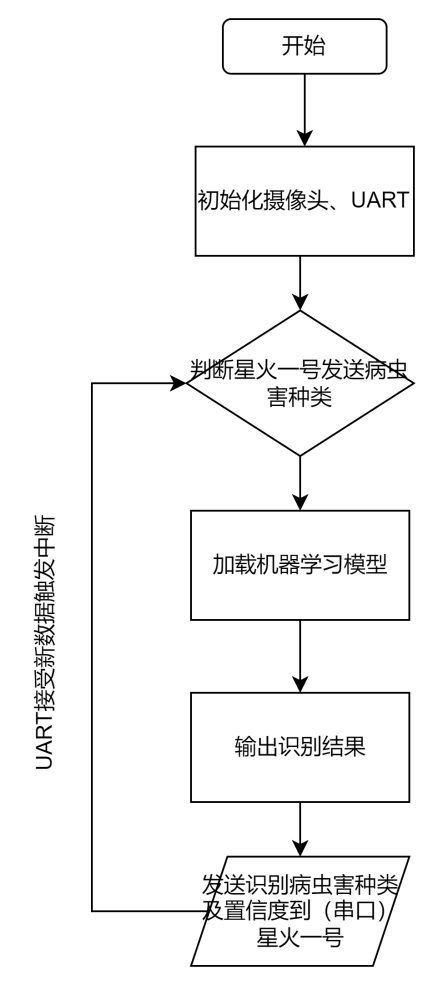 开始
初始化摄像头、UART
判断星火一号发送病虫
害种类
加载机器学习模型
UART接受新数据触发中断
输出识别结果
发送识别病虫害种类
及置信度到（串口）
星火一号